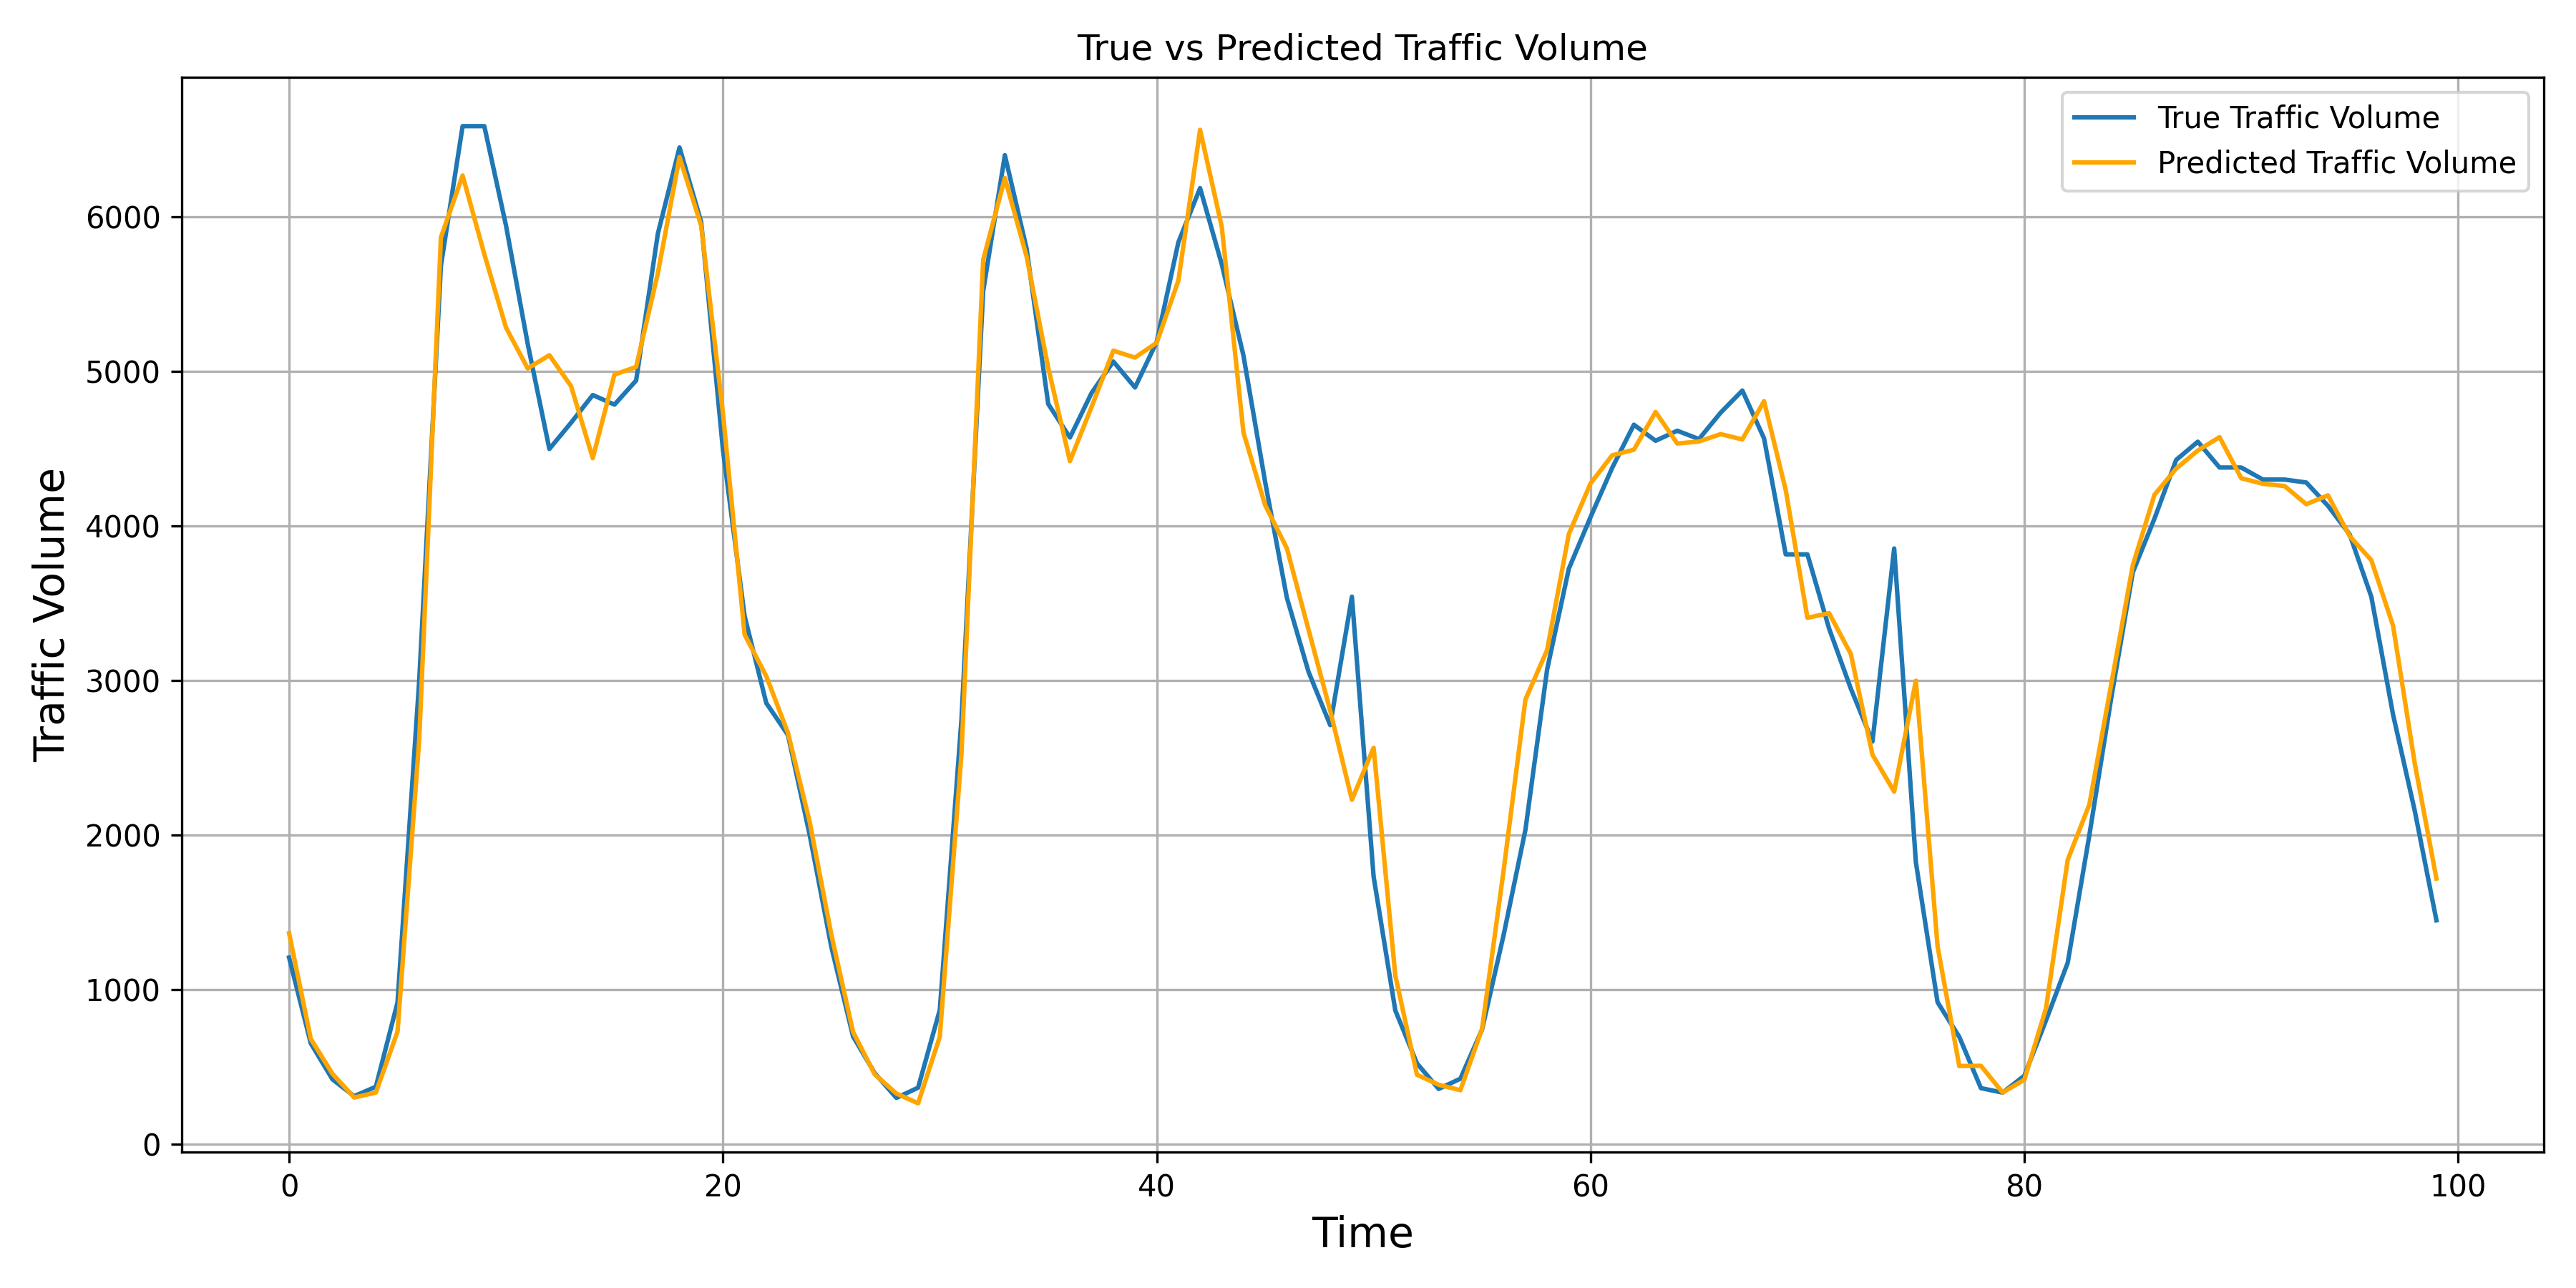 True vs Predicted Traffic Volume
True Traffic Volume
Predicted Traffic Volume
Traffic Volume
6000
5000
4000
3000
2000
1000
0
0 20 40 60 80 100
Time